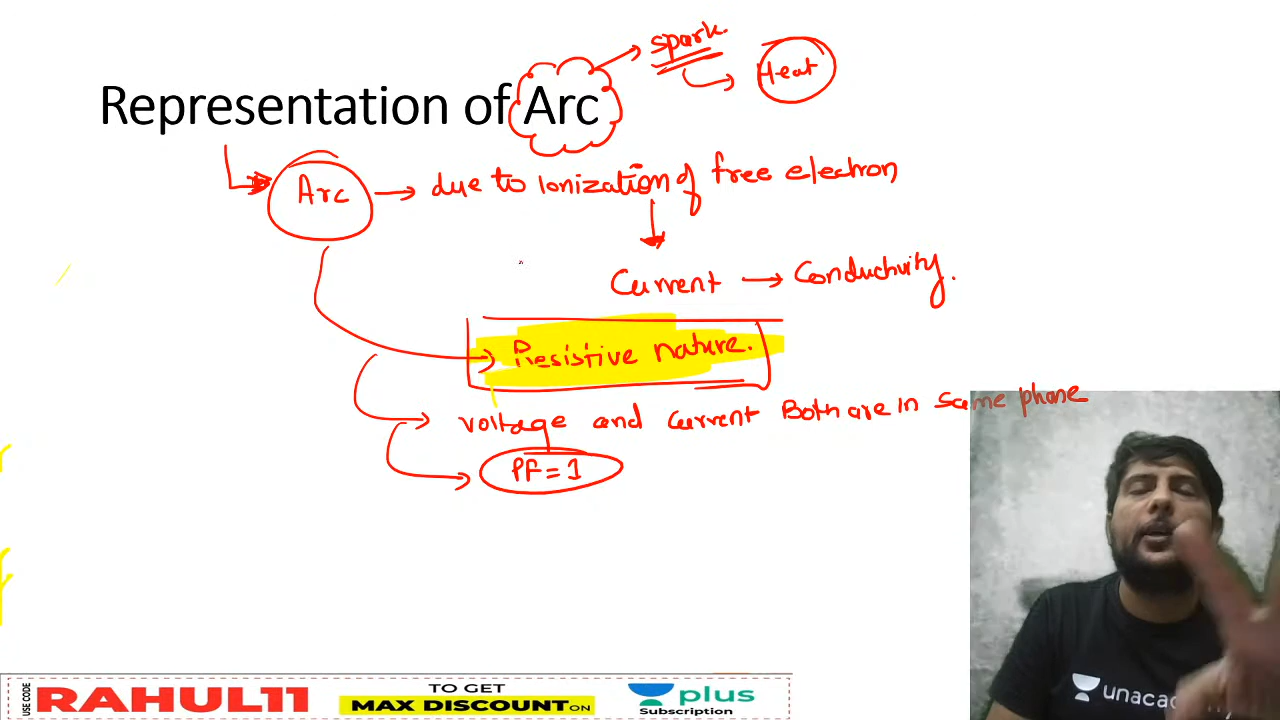 spark.
Heat
Representation of Arc
Arc → due to Ionization of free electron
Current → Conductivity.
Resistive nature.
voltage and current Both are in same phase
PF = 1
unacademy
USE CODE RAHUL11 TO GET MAX DISCOUNT ON plus Subscription